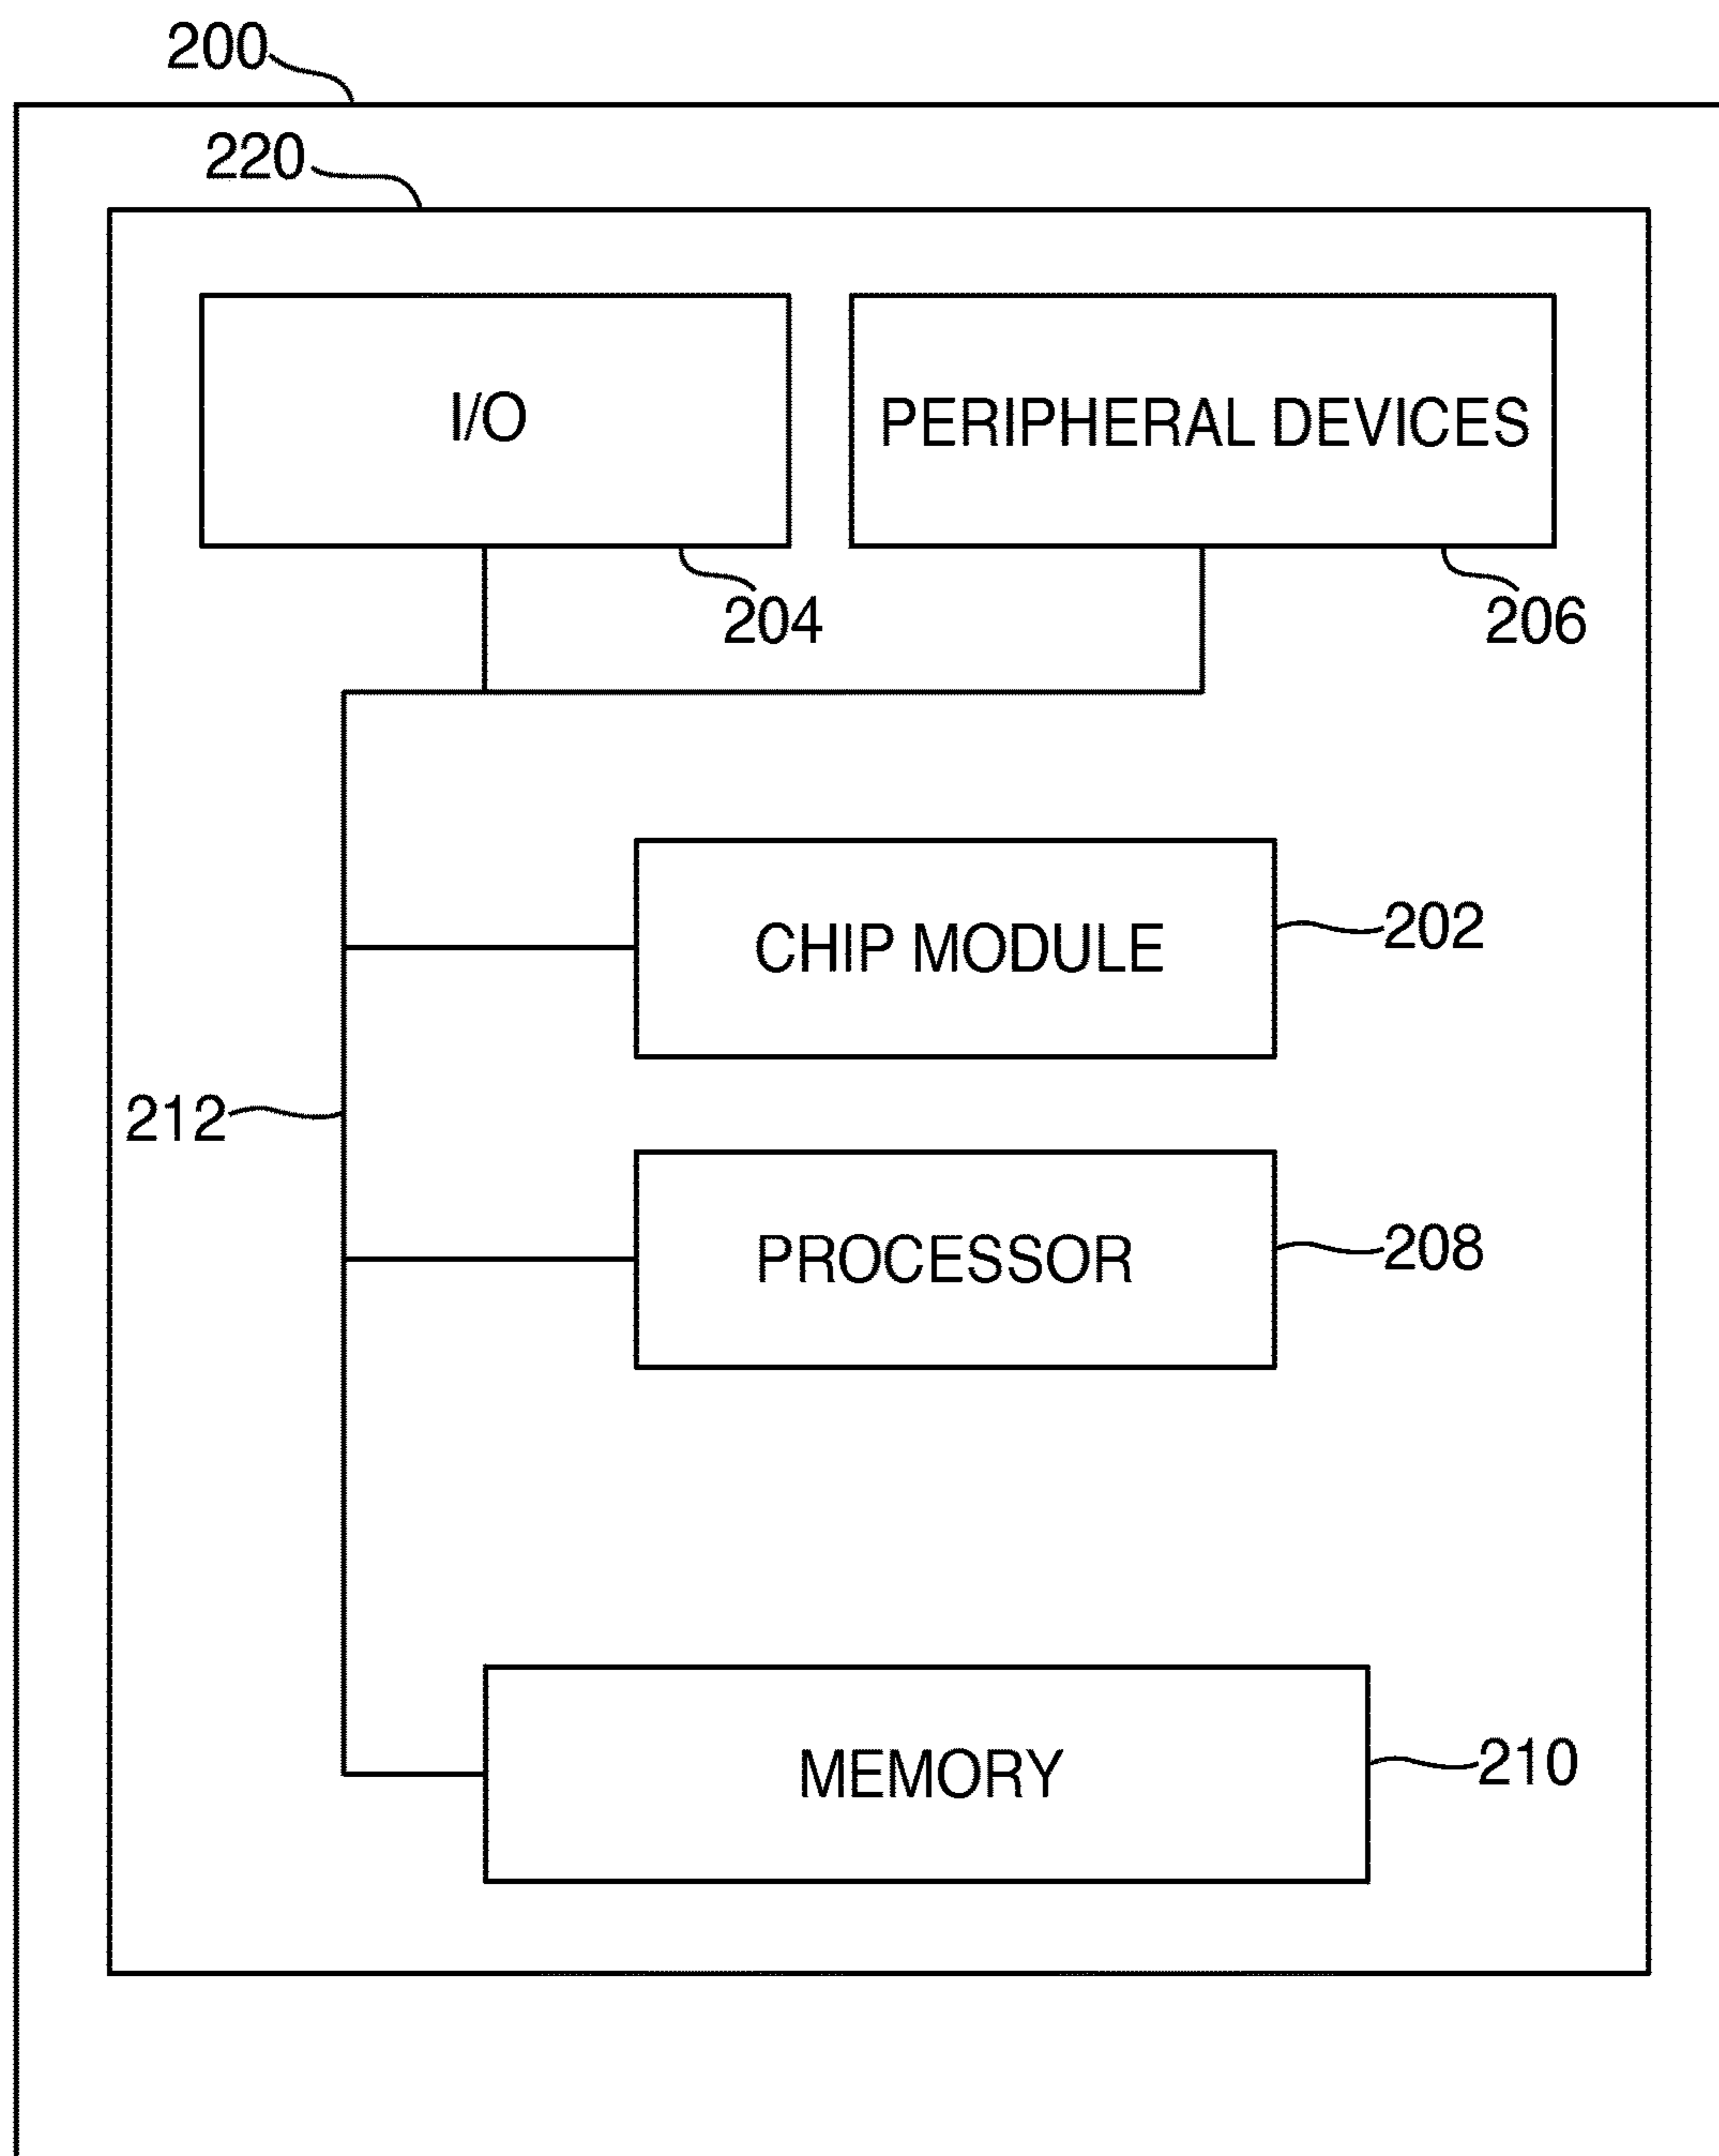 200
220
I/O
PERIPHERAL DEVICES
204
206
CHIP MODULE
202
212
PROCESSOR
208
MEMORY
210